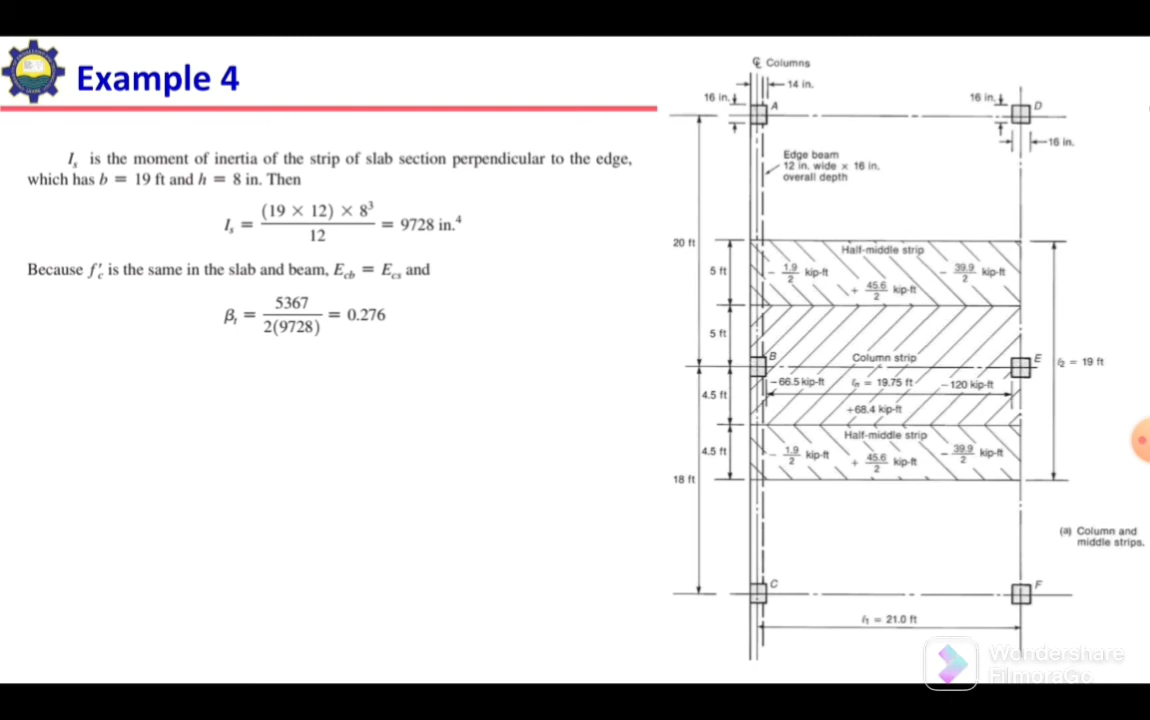 Example 4
I_s is the moment of inertia of the strip of slab section perpendicular to the edge,
which has b = 19 ft and h = 8 in. Then
I_s = (19 × 12) × 8³ / 12 = 9728 in.⁴
Because f′_c is the same in the slab and beam, E_cb = E_cs and
β_t = 5367 / 2(9728) = 0.276
℄ Columns
14 in.
16 in.
A
16 in.
D
16 in.
Edge beam
12 in. wide × 16 in.
overall depth
20 ft
Half-middle strip
5 ft
- 1.9/2 kip-ft
- 39.9/2 kip-ft
+ 45.6/2 kip-ft
5 ft
B
Column strip
E
ℓ₂ = 19 ft
-66.5 kip-ft
ℓn = 19.75 ft
-120 kip-ft
4.5 ft
+68.4 kip-ft
Half-middle strip
4.5 ft
- 1.9/2 kip-ft
+ 45.6/2 kip-ft
- 39.9/2 kip-ft
18 ft
(a) Column and
middle strips.
C
F
ℓ₁ = 21.0 ft
Wondershare
FilmoraGo